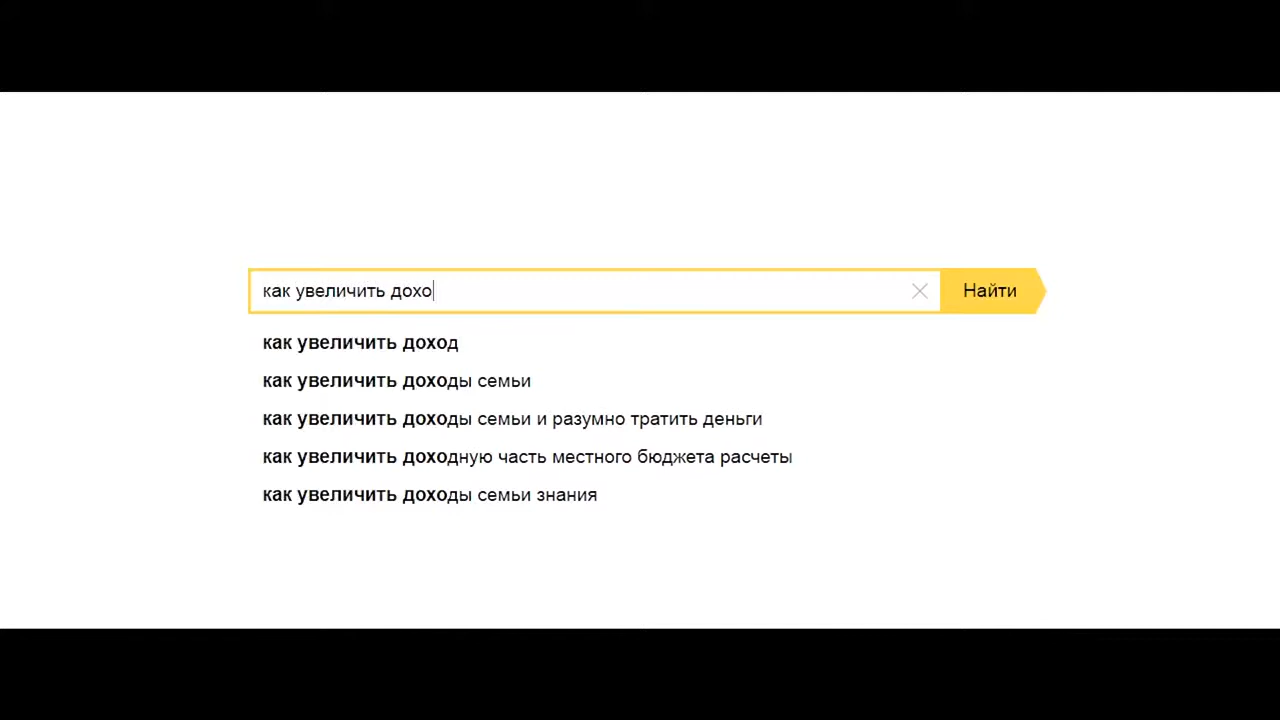 как увеличить дохо
Найти
как увеличить доход
как увеличить доходы семьи
как увеличить доходы семьи и разумно тратить деньги
как увеличить доходную часть местного бюджета расчеты
как увеличить доходы семьи знания